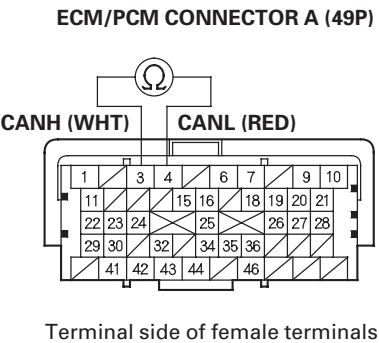 ECM/PCM CONNECTOR A (49P)
Ω
CANH (WHT) CANL (RED)
1 3 4 6 7 9 10
11 15 16 18 19 20 21
22 23 24 25 26 27 28
29 30 32 34 35 36
41 42 43 44 46
Terminal side of female terminals